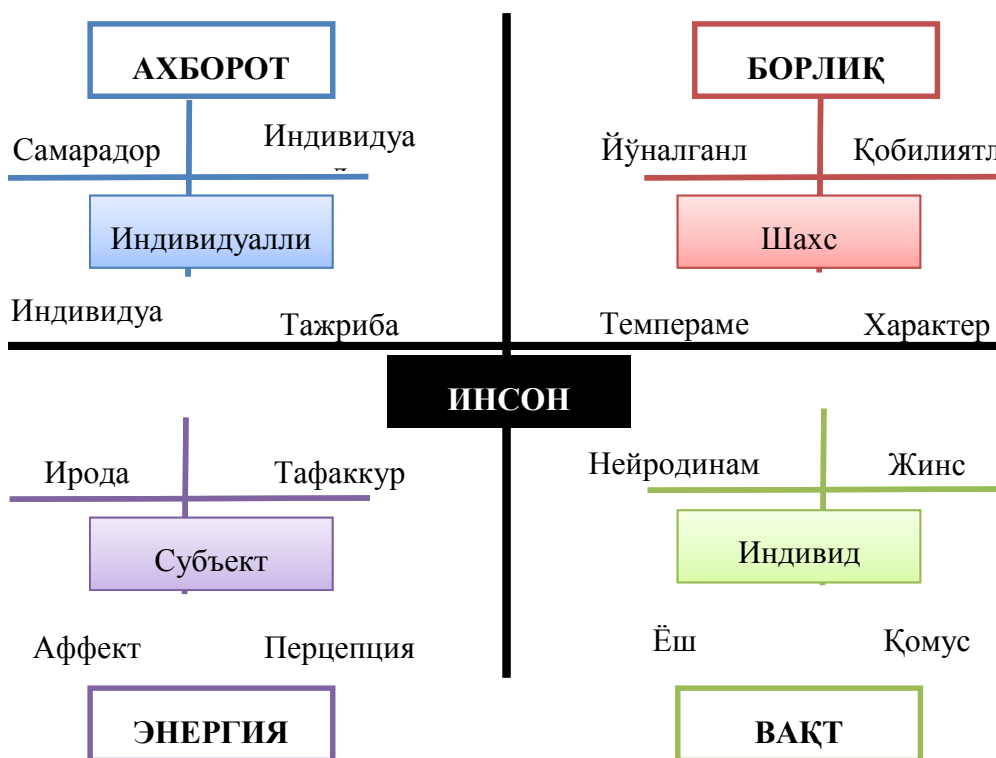 АХБОРОТ
Самарадор
Индивидуа
Индивидуалли
Индивидуа
Тажриба
БОРЛИҚ
Йўналганл
Қобилиятл
Шахс
Темпераме
Характер
ИНСОН
Ирода
Тафаккур
Субъект
Аффект
Перцепция
ЭНЕРГИЯ
Нейродинам
Жинс
Индивид
Ёш
Қомус
ВАҚТ